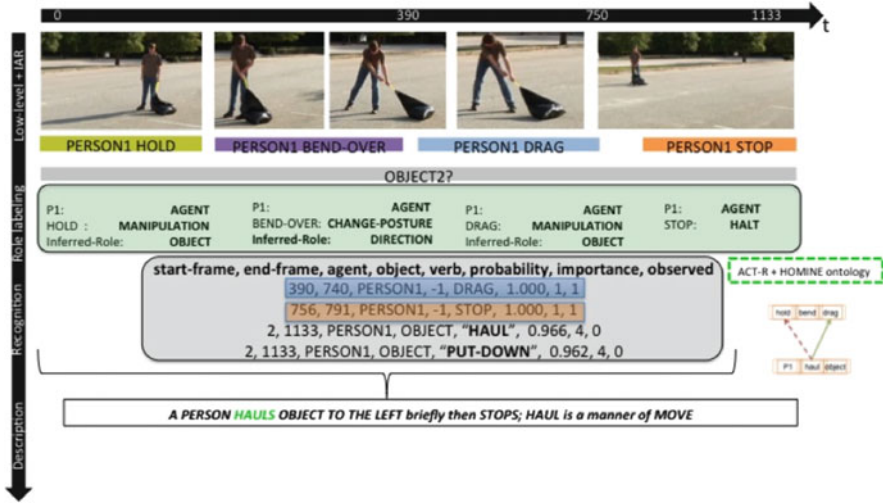 0 390 750 1133
t
Low-level + IAR
PERSON1 HOLD PERSON1 BEND-OVER PERSON1 DRAG PERSON1 STOP
OBJECT2?
Role labeling
P1: AGENT
HOLD : MANIPULATION
Inferred-Role: OBJECT
P1: AGENT
BEND-OVER: CHANGE-POSTURE
Inferred-Role: DIRECTION
P1: AGENT
DRAG: MANIPULATION
Inferred-Role: OBJECT
P1: AGENT
STOP: HALT
Recognition
start-frame, end-frame, agent, object, verb, probability, importance, observed
390, 740, PERSON1, -1, DRAG, 1.000, 1, 1
756, 791, PERSON1, -1, STOP, 1.000, 1, 1
2, 1133, PERSON1, OBJECT, “HAUL”, 0.966, 4, 0
2, 1133, PERSON1, OBJECT, “PUT-DOWN”, 0.962, 4, 0
ACT-R + HOMINE ontology
hold bend drag
P1 haul object
Description
A PERSON HAULS OBJECT TO THE LEFT briefly then STOPS; HAUL is a manner of MOVE